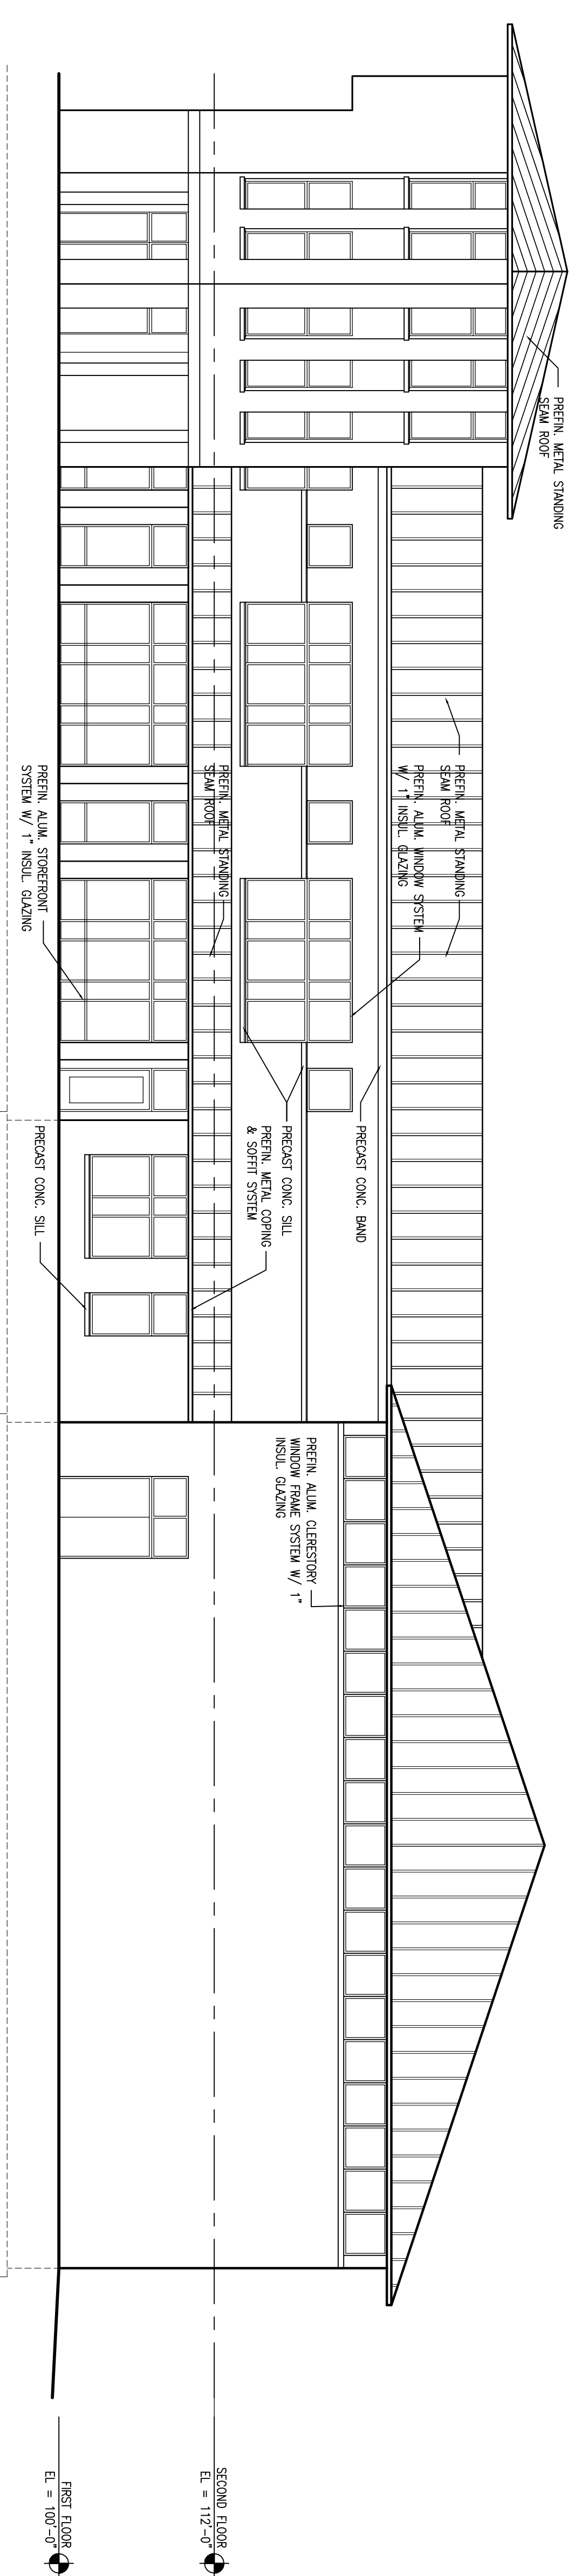 PREFIN. METAL STANDING
SEAM ROOF
PREFIN. METAL STANDING
SEAM ROOF
PREFIN. ALUM. WINDOW SYSTEM
W/ 1" INSUL. GLAZING
PREFIN. METAL STANDING
SEAM ROOF
PREFIN. ALUM. STOREFRONT
SYSTEM W/ 1" INSUL. GLAZING
PRECAST CONC. BAND
PRECAST CONC. SILL
PREFIN. METAL COPING
& SOFFIT SYSTEM
PRECAST CONC. SILL
PREFIN. ALUM. CLERESTORY
WINDOW FRAME SYSTEM W/ 1"
INSUL. GLAZING
SECOND FLOOR
EL = 112'-0"
FIRST FLOOR
EL = 100'-0"